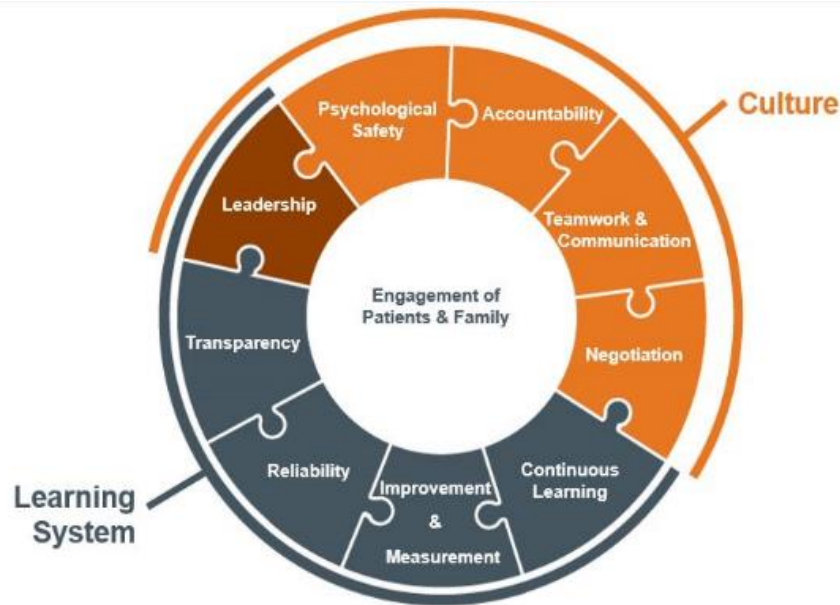 Culture
Psychological
Safety
Accountability
Leadership
Teamwork &
Communication
Engagement of
Patients & Family
Transparency
Negotiation
Reliability
Improvement
&
Measurement
Continuous
Learning
Learning
System